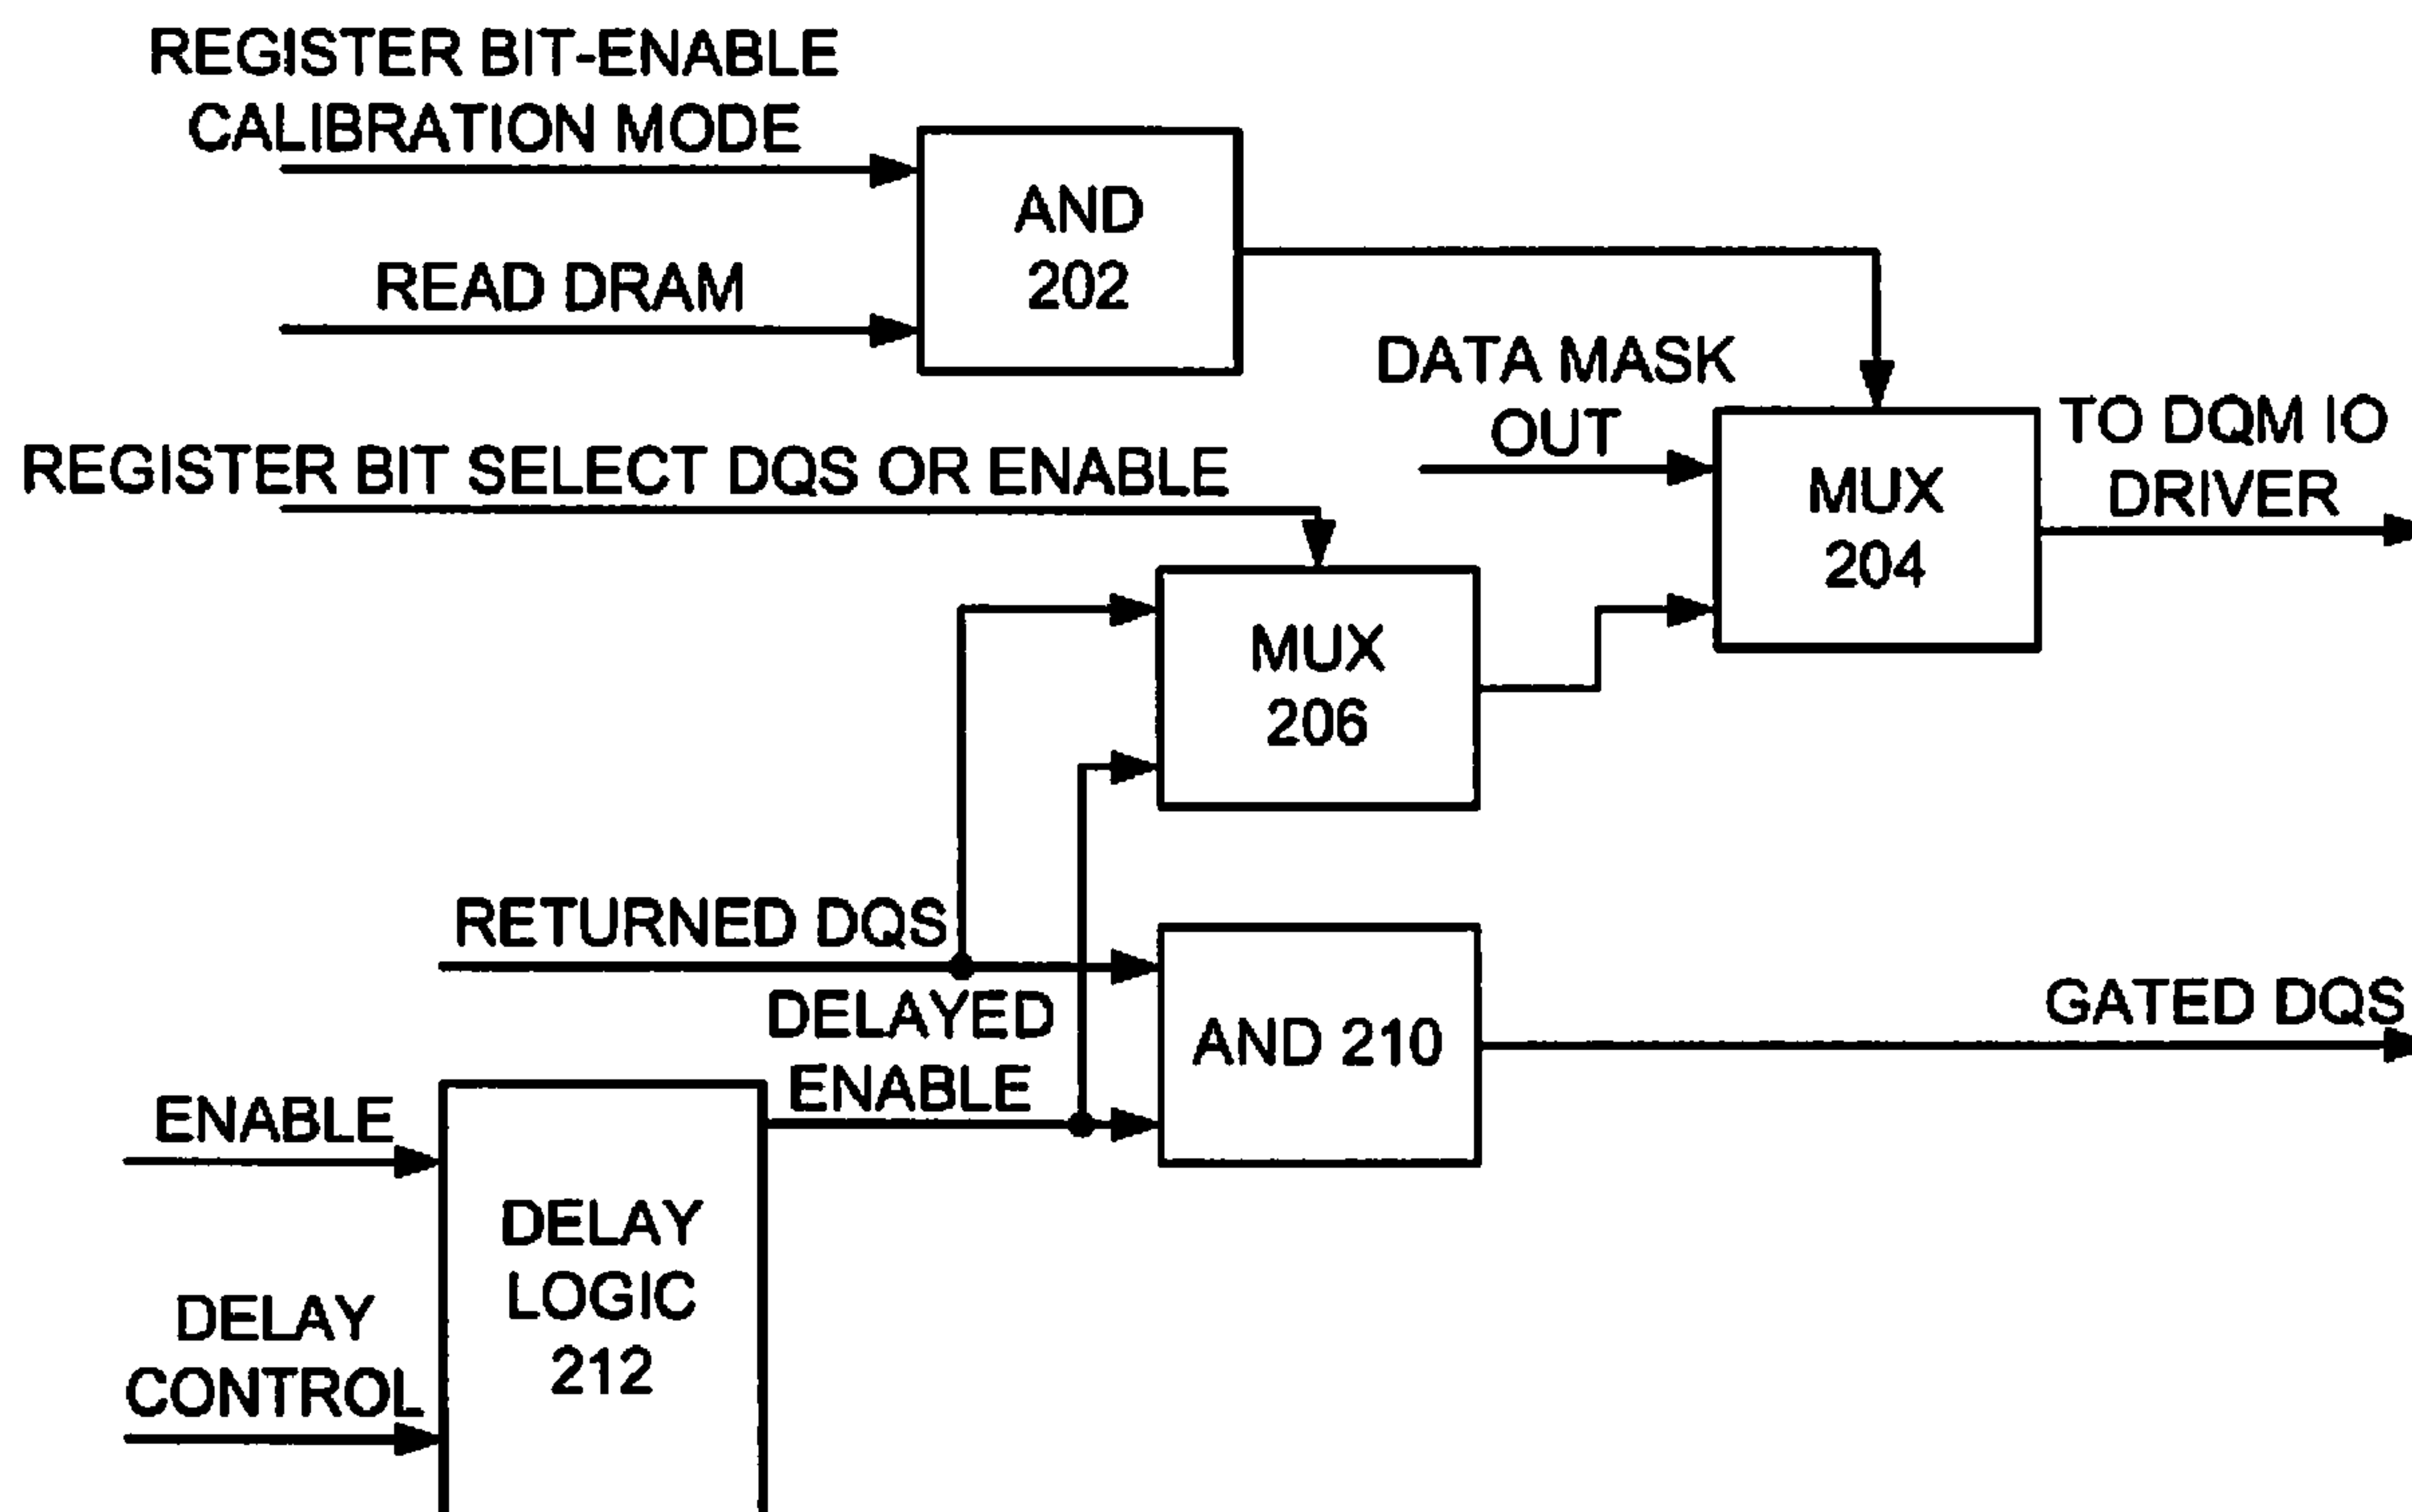 REGISTER BIT-ENABLE
CALIBRATION MODE
AND
202
READ DRAM
DATA MASK
OUT
TO DQM IO
DRIVER
REGISTER BIT SELECT DQS OR ENABLE
MUX
204
MUX
206
RETURNED DQS
DELAYED
ENABLE
AND 210
GATED DQS
ENABLE
DELAY
LOGIC
212
DELAY
CONTROL